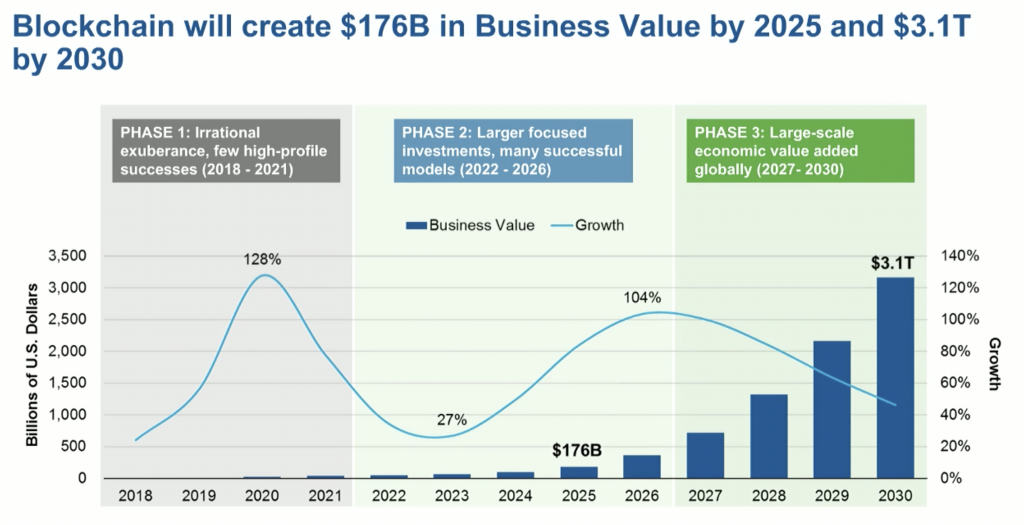 Blockchain will create $176B in Business Value by 2025 and $3.1T
by 2030
PHASE 1: Irrational
exuberance, few high-profile
successes (2018 - 2021)
PHASE 2: Larger focused
investments, many successful
models (2022 - 2026)
PHASE 3: Large-scale
economic value added
globally (2027- 2030)
Business Value Growth
3,500
3,000
2,500
2,000
1,500
1,000
500
0
Billions of U.S. Dollars
128%
27%
$176B
104%
$3.1T
140%
120%
100%
80%
60%
40%
20%
0%
Growth
2018 2019 2020 2021 2022 2023 2024 2025 2026 2027 2028 2029 2030